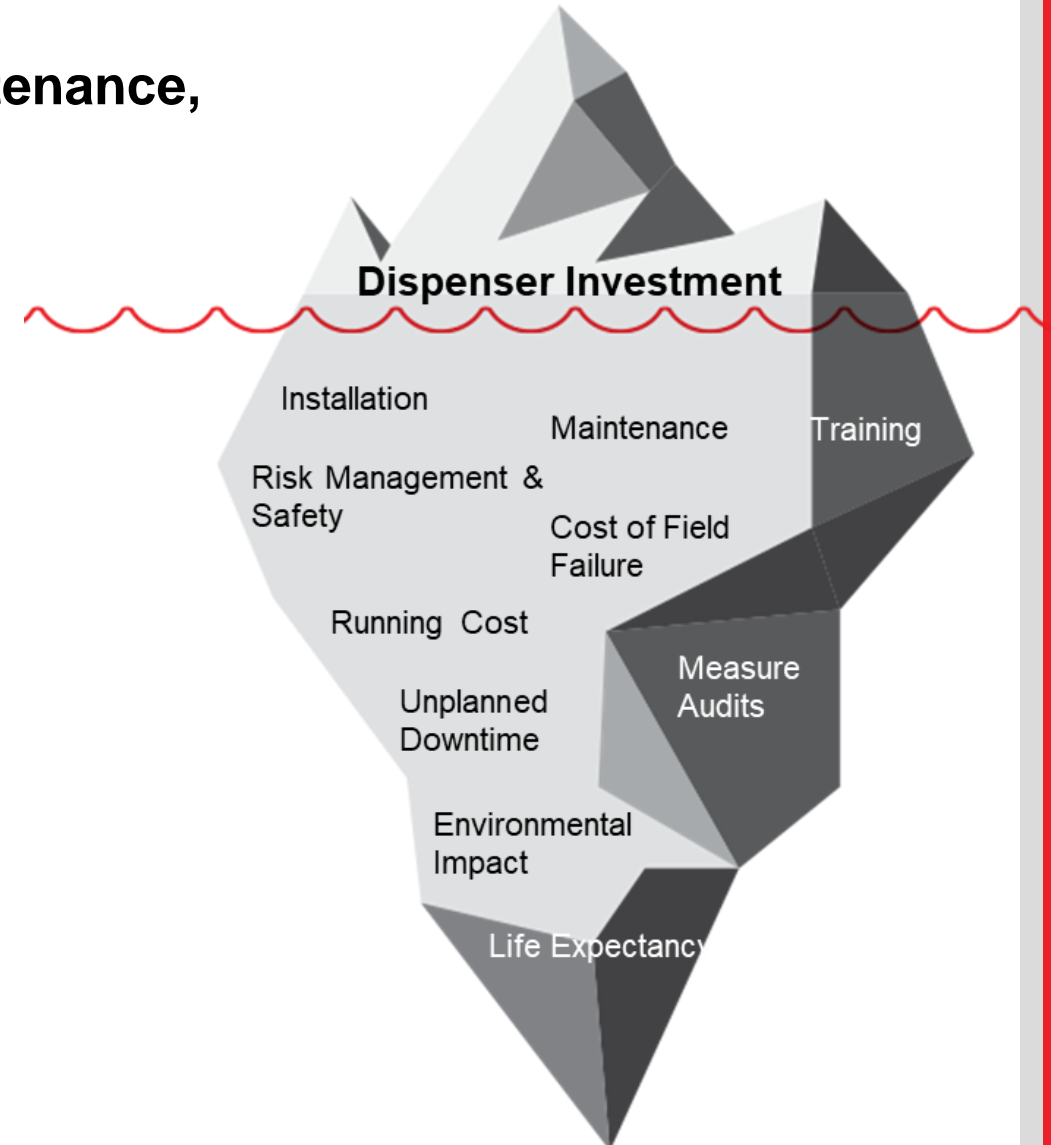 tenance,
Dispenser Investment
Installation
Maintenance
Training
Risk Management &
Safety
Cost of Field
Failure
Running Cost
Measure
Audits
Unplanned
Downtime
Environmental
Impact
Life Expectancy